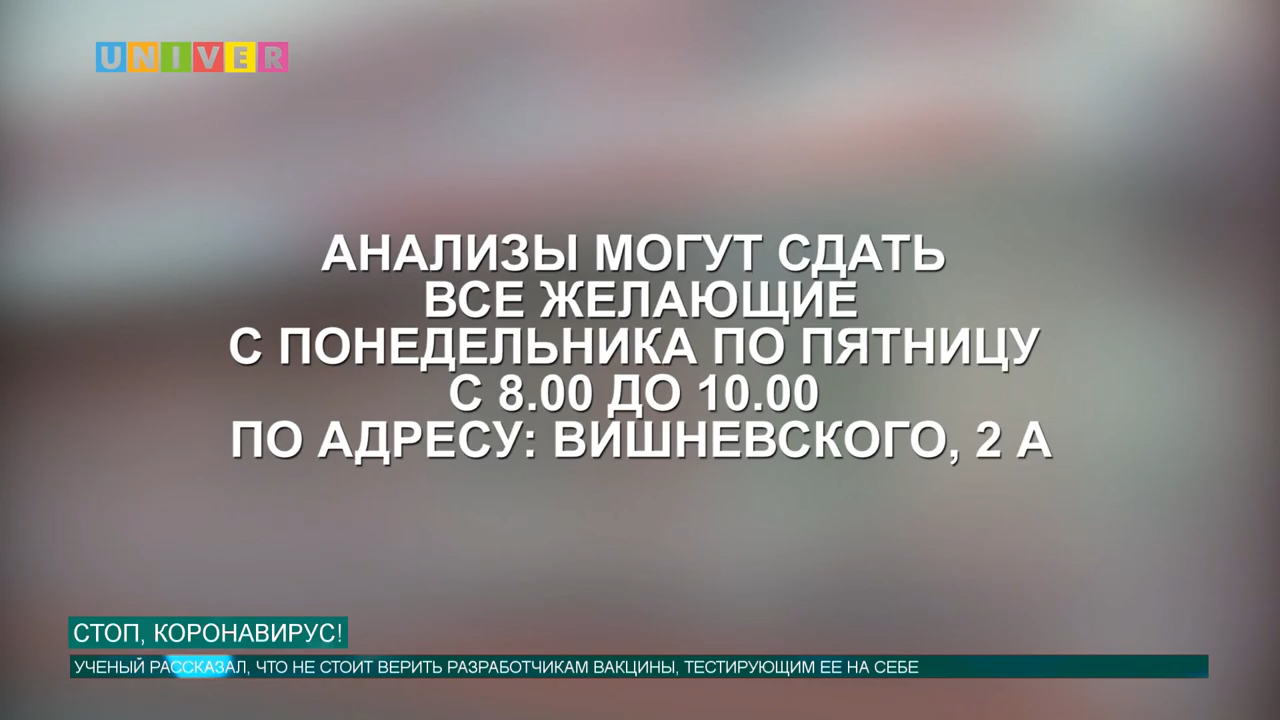 UNIVER
АНАЛИЗЫ МОГУТ СДАТЬ
ВСЕ ЖЕЛАЮЩИЕ
С ПОНЕДЕЛЬНИКА ПО ПЯТНИЦУ
С 8.00 ДО 10.00
ПО АДРЕСУ: ВИШНЕВСКОГО, 2 А
СТОП, КОРОНАВИРУС!
УЧЕНЫЙ РАССКАЗАЛ, ЧТО НЕ СТОИТ ВЕРИТЬ РАЗРАБОТЧИКАМ ВАКЦИНЫ, ТЕСТИРУЮЩИМ ЕЕ НА СЕБЕ